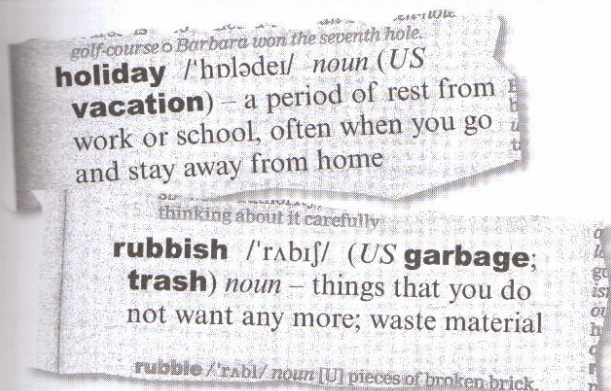 golf-course o Barbara won the seventh hole.
holiday /ˈhɒlədeɪ/ noun (US
vacation) – a period of rest from
work or school, often when you go
and stay away from home
thinking about it carefully
rubbish /ˈrʌbɪʃ/ (US garbage;
trash) noun – things that you do
not want any more; waste material
rubble /ˈrʌbl/ noun [U] pieces of broken brick,